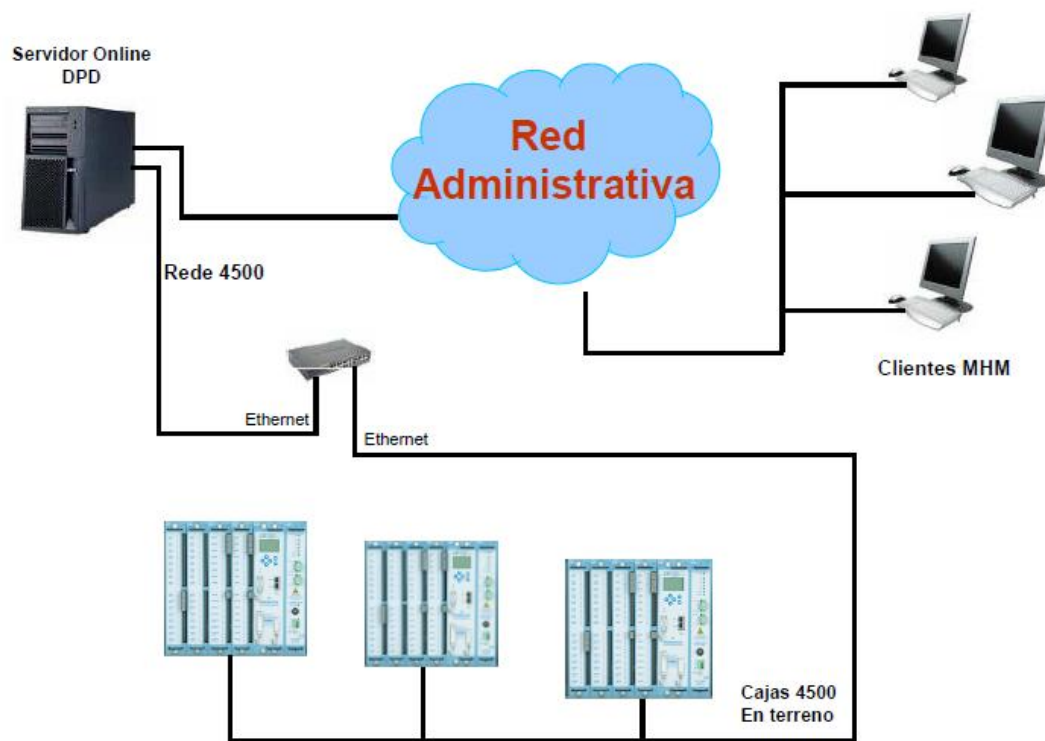 Servidor Online
DPD
Red
Administrativa
Rede 4500
Ethernet
Ethernet
Clientes MHM
Cajas 4500
En terreno